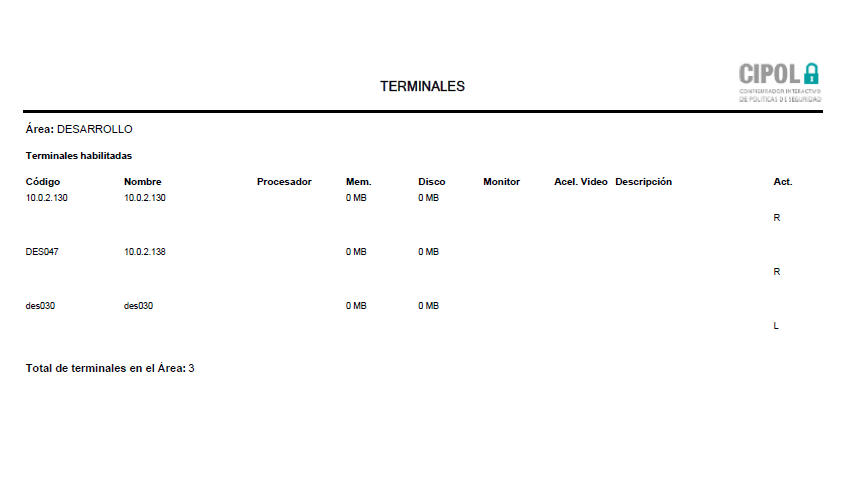 TERMINALES
CIPOL
CONFIGURADOR INTERACTIVO
DE POLITICAS DE SEGURIDAD
Área: DESARROLLO
Terminales habilitadas
Código Nombre Procesador Mem. Disco Monitor Acel. Video Descripción Act.
10.0.2.130 10.0.2.130 0 MB 0 MB
R
DES047 10.0.2.138 0 MB 0 MB
R
des030 des030 0 MB 0 MB
L
Total de terminales en el Área: 3